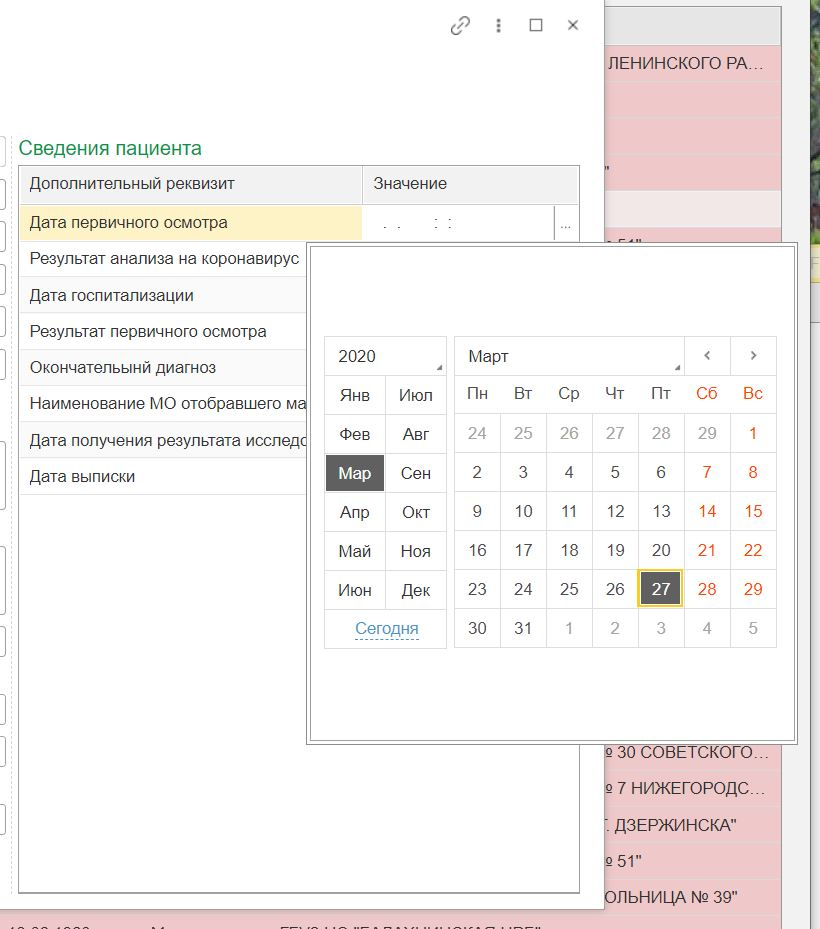 ЛЕНИНСКОГО РА...
Сведения пациента
Дополнительный реквизит Значение
Дата первичного осмотра . . : : ...
Результат анализа на коронавирус
Дата госпитализации
Результат первичного осмотра
Окончательынй диагноз
Наименование МО отобравшего ма
Дата получения результата исследо
Дата выписки
2020 Март
Янв Июл
Фев Авг
Мар Сен
Апр Окт
Май Ноя
Июн Дек
Сегодня
Пн Вт Ср Чт Пт Сб Вс
24 25 26 27 28 29 1
2 3 4 5 6 7 8
9 10 11 12 13 14 15
16 17 18 19 20 21 22
23 24 25 26 27 28 29
30 31 1 2 3 4 5
№ 30 СОВЕТСКОГО...
№ 7 НИЖЕГОРОДС...
Г. ДЗЕРЖИНСКА"
№ 51"
ОЛЬНИЦА № 39"